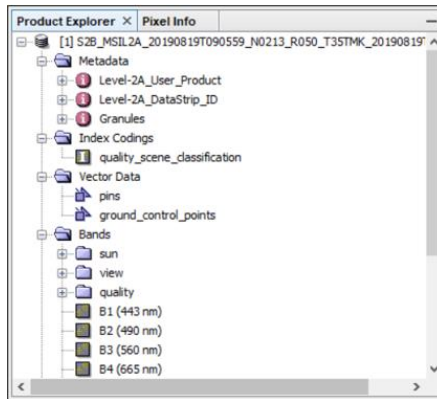 Product Explorer × Pixel Info
[1] S2B_MSIL2A_20190819T090559_N0213_R050_T35TMK_20190819T
Metadata
Level-2A_User_Product
Level-2A_DataStrip_ID
Granules
Index Codings
quality_scene_classification
Vector Data
pins
ground_control_points
Bands
sun
view
quality
B1 (443 nm)
B2 (490 nm)
B3 (560 nm)
B4 (665 nm)